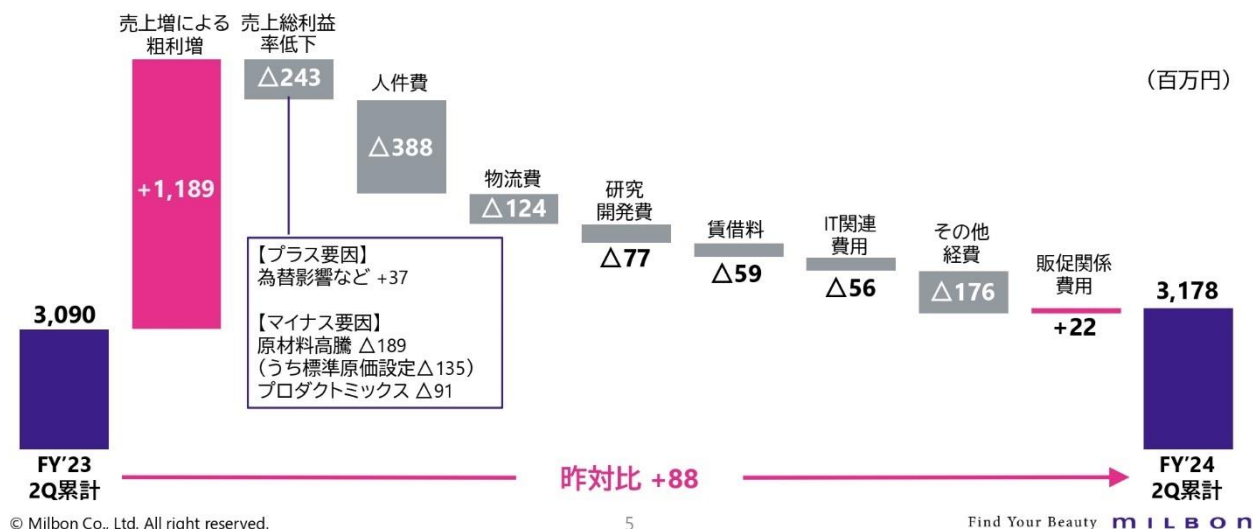 売上増による
粗利増
+1,189
売上総利益
率低下
△243
人件費
△388
物流費
△124
研究
開発費
△77
賃借料
△59
IT関連
費用
△56
その他
経費
△176
販促関係
費用
+22
（百万円）
【プラス要因】
為替影響など +37
【マイナス要因】
原材料高騰 △189
（うち標準原価設定△135）
プロダクトミックス △91
3,090
FY'23
2Q累計
昨対比 +88
3,178
FY'24
2Q累計
© Milbon Co., Ltd. All right reserved.
5
Find Your Beauty MILBON